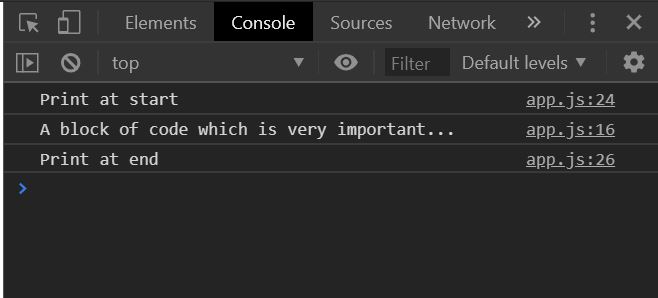 Elements Console Sources Network
top Filter Default levels
Print at start app.js:24
A block of code which is very important... app.js:16
Print at end app.js:26